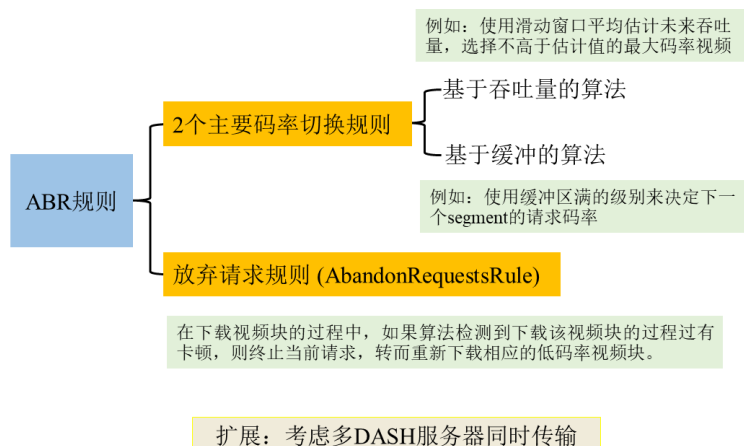 例如：使用滑动窗口平均估计未来吞吐
量，选择不高于估计值的最大码率视频
基于吞吐量的算法
2个主要码率切换规则
基于缓冲的算法
ABR规则
例如：使用缓冲区满的级别来决定下一
个segment的请求码率
放弃请求规则 (AbandonRequestsRule)
在下载视频块的过程中，如果算法检测到下载该视频块的过程过有
卡顿，则终止当前请求，转而重新下载相应的低码率视频块。
扩展：考虑多DASH服务器同时传输